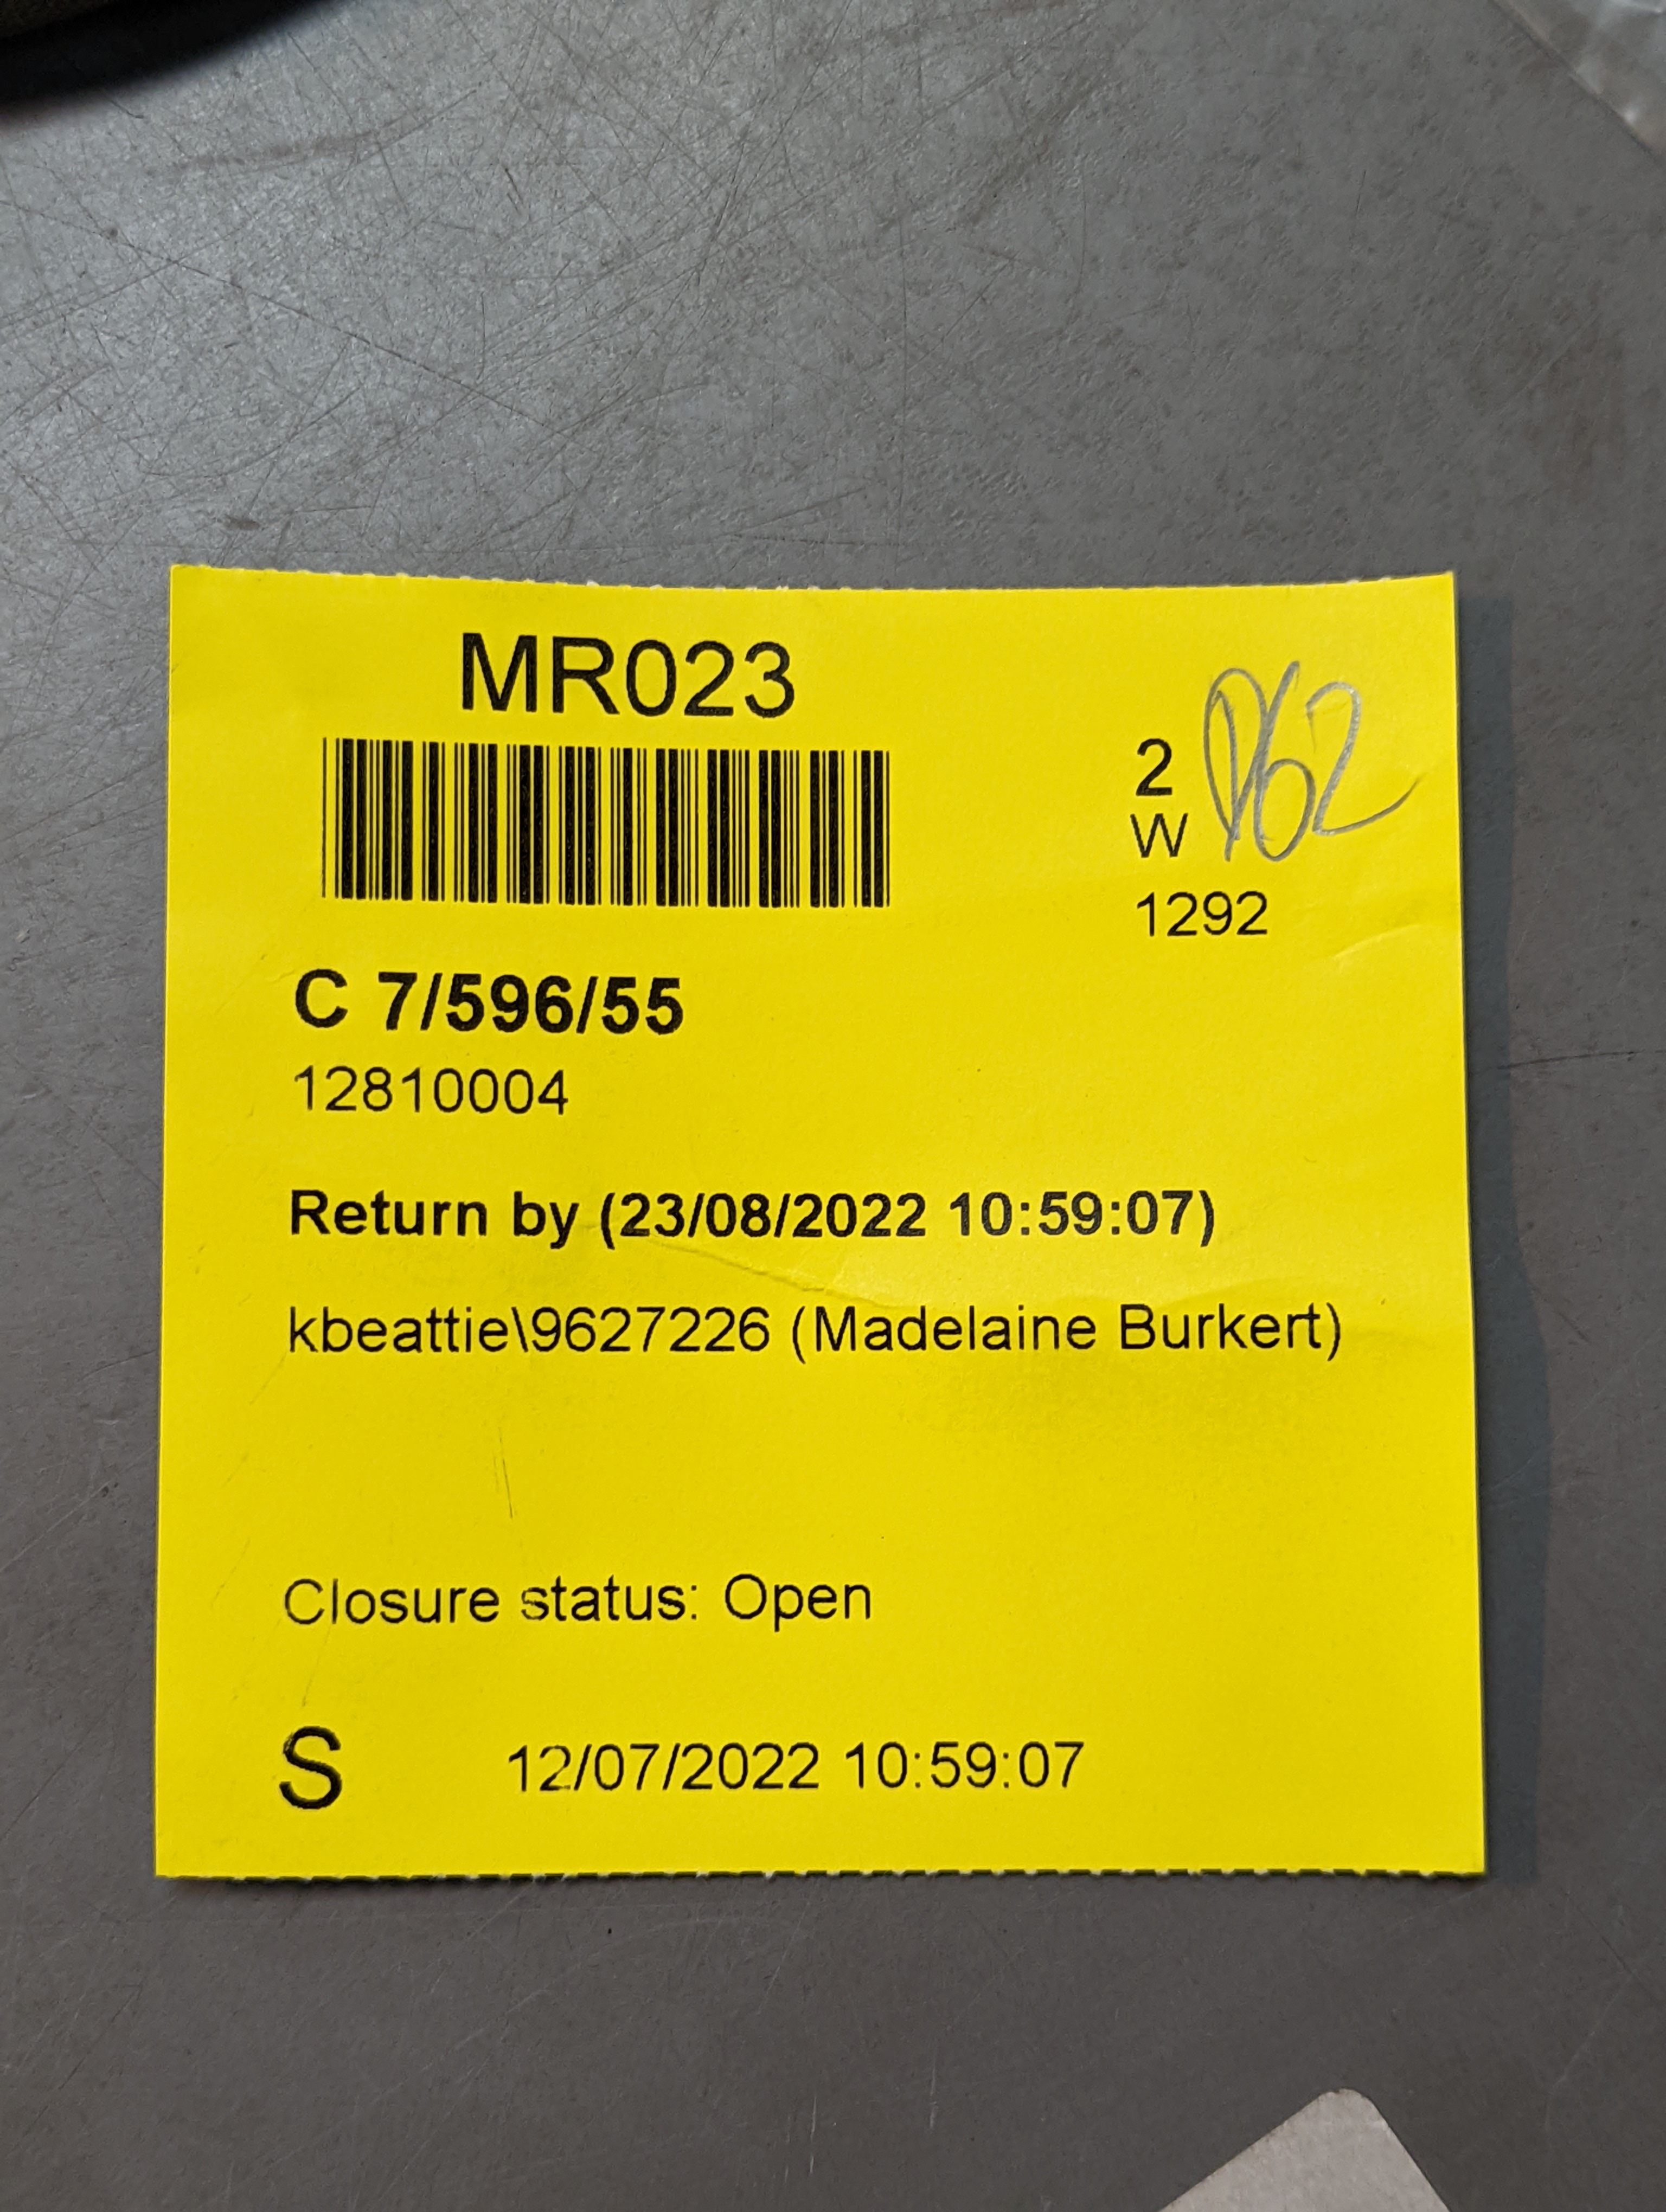 MR023
2
W
1292
C 7/596/55
12810004
Return by (23/08/2022 10:59:07)
kbeattie\9627226 (Madelaine Burkert)
Closure status: Open
S 12/07/2022 10:59:07